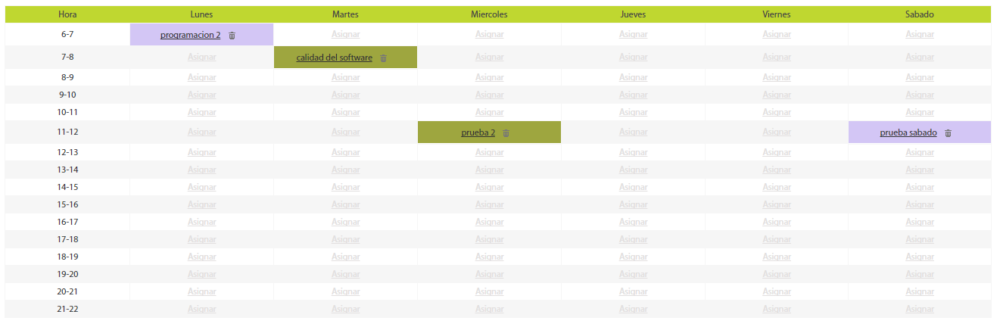 Hora Lunes Martes Miercoles Jueves Viernes Sabado
6-7 programacion 2 Asignar Asignar Asignar Asignar Asignar
7-8 Asignar calidad del software Asignar Asignar Asignar Asignar
8-9 Asignar Asignar Asignar Asignar Asignar Asignar
9-10 Asignar Asignar Asignar Asignar Asignar Asignar
10-11 Asignar Asignar Asignar Asignar Asignar Asignar
11-12 Asignar Asignar prueba 2 Asignar Asignar prueba sabado
12-13 Asignar Asignar Asignar Asignar Asignar Asignar
13-14 Asignar Asignar Asignar Asignar Asignar Asignar
14-15 Asignar Asignar Asignar Asignar Asignar Asignar
15-16 Asignar Asignar Asignar Asignar Asignar Asignar
16-17 Asignar Asignar Asignar Asignar Asignar Asignar
17-18 Asignar Asignar Asignar Asignar Asignar Asignar
18-19 Asignar Asignar Asignar Asignar Asignar Asignar
19-20 Asignar Asignar Asignar Asignar Asignar Asignar
20-21 Asignar Asignar Asignar Asignar Asignar Asignar
21-22 Asignar Asignar Asignar Asignar Asignar Asignar